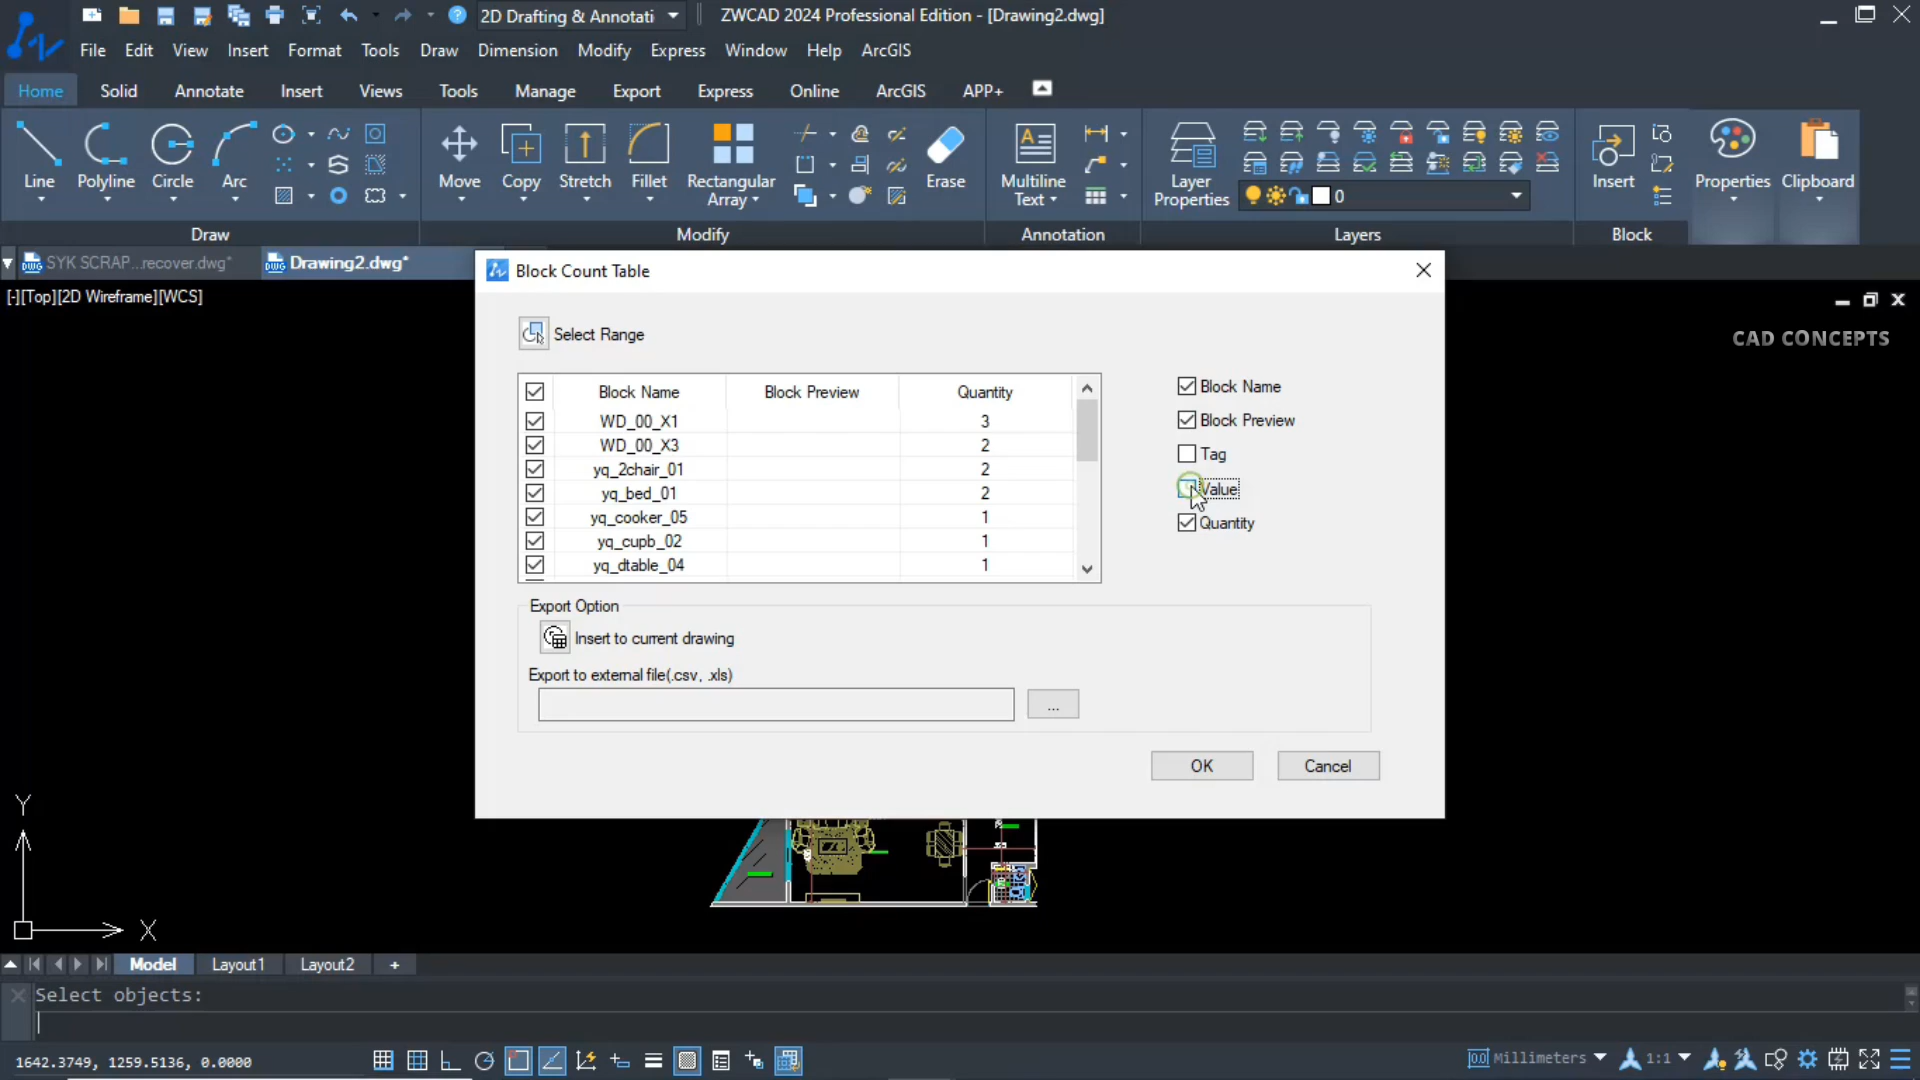 2D Drafting & Annotati
ZWCAD 2024 Professional Edition - [Drawing2.dwg]
File Edit View Insert Format Tools Draw Dimension Modify Express Window Help ArcGIS
Home Solid Annotate Insert Views Tools Manage Export Express Online ArcGIS APP+
Line Polyline Circle Arc Move Copy Stretch Fillet Rectangular Array Erase Multiline Text Layer Properties 0 Insert Properties Clipboard
Draw Modify Annotation Layers Block
SYK SCRAP...recover.dwg* Drawing2.dwg*
[-][Top][2D Wireframe][WCS]
CAD CONCEPTS
Block Count Table
Select Range
Block Name Block Preview Quantity
WD_00_X1 3
WD_00_X3 2
yq_2chair_01 2
yq_bed_01 2
yq_cooker_05 1
yq_cupb_02 1
yq_dtable_04 1
Block Name
Block Preview
Tag
Value
Quantity
Export Option
Insert to current drawing
Export to external file(.csv, .xls)
...
OK Cancel
Y
X
Model Layout1 Layout2 +
Select objects:
1642.3749, 1259.5136, 0.0000
Millimeters 1:1